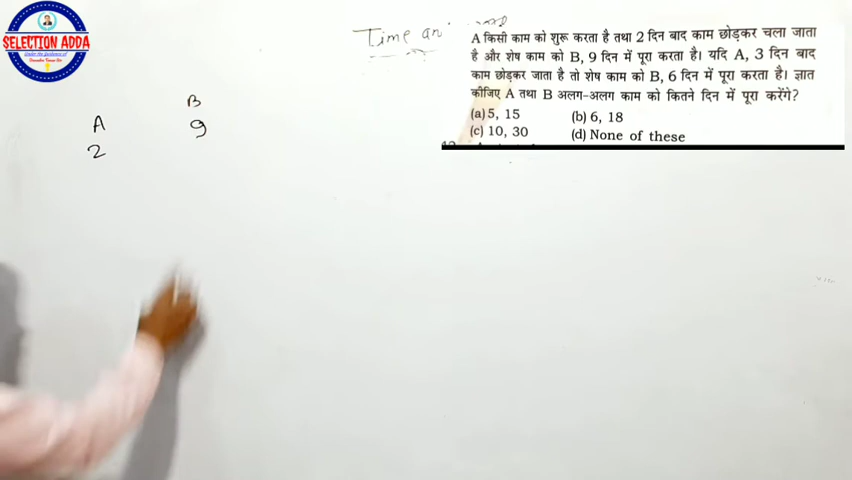 SELECTION ADDA
Time an
A किसी काम को शुरू करता है तथा 2 दिन बाद काम छोड़कर चला जाता
है और शेष काम को B, 9 दिन में पूरा करता है। यदि A, 3 दिन बाद
काम छोड़कर जाता है तो शेष काम को B, 6 दिन में पूरा करता है। ज्ञात
कीजिए A तथा B अलग-अलग काम को कितने दिन में पूरा करेंगे?
(a) 5, 15 (b) 6, 18
(c) 10, 30 (d) None of these
B
A 9
2